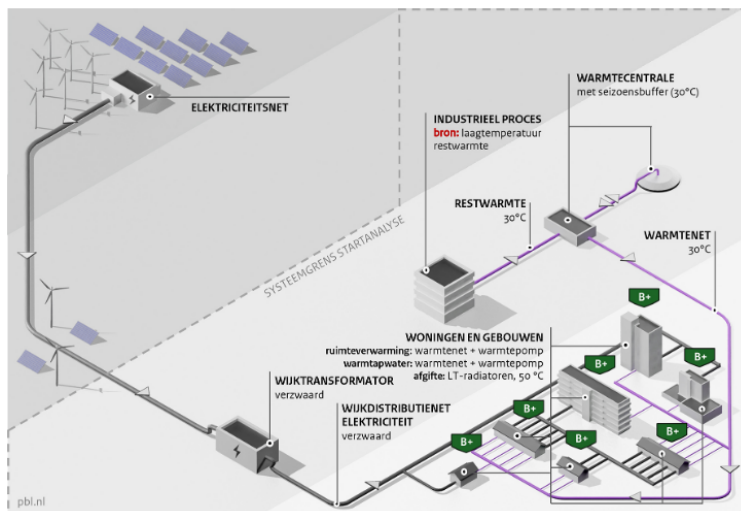 ELEKTRICITEITSNET
WARMTECENTRALE
met seizoensbuffer (30°C)
INDUSTRIEEL PROCES
bron: laagtemperatuur
restwarmte
RESTWARMTE
30°C
WARMTENET
30°C
SYSTEEMGRENS STARTANALYSE
B+
WONINGEN EN GEBOUWEN
ruimteverwarming: warmtenet + warmtepomp
warmtapwater: warmtenet + warmtepomp
afgifte: LT-radiatoren, 50 °C
B+
B+
WIJKTRANSFORMATOR
verzwaard
WIJKDISTRIBUTIENET
ELEKTRICITEIT
verzwaard
B+
B+
B+
B+
pbl.nl